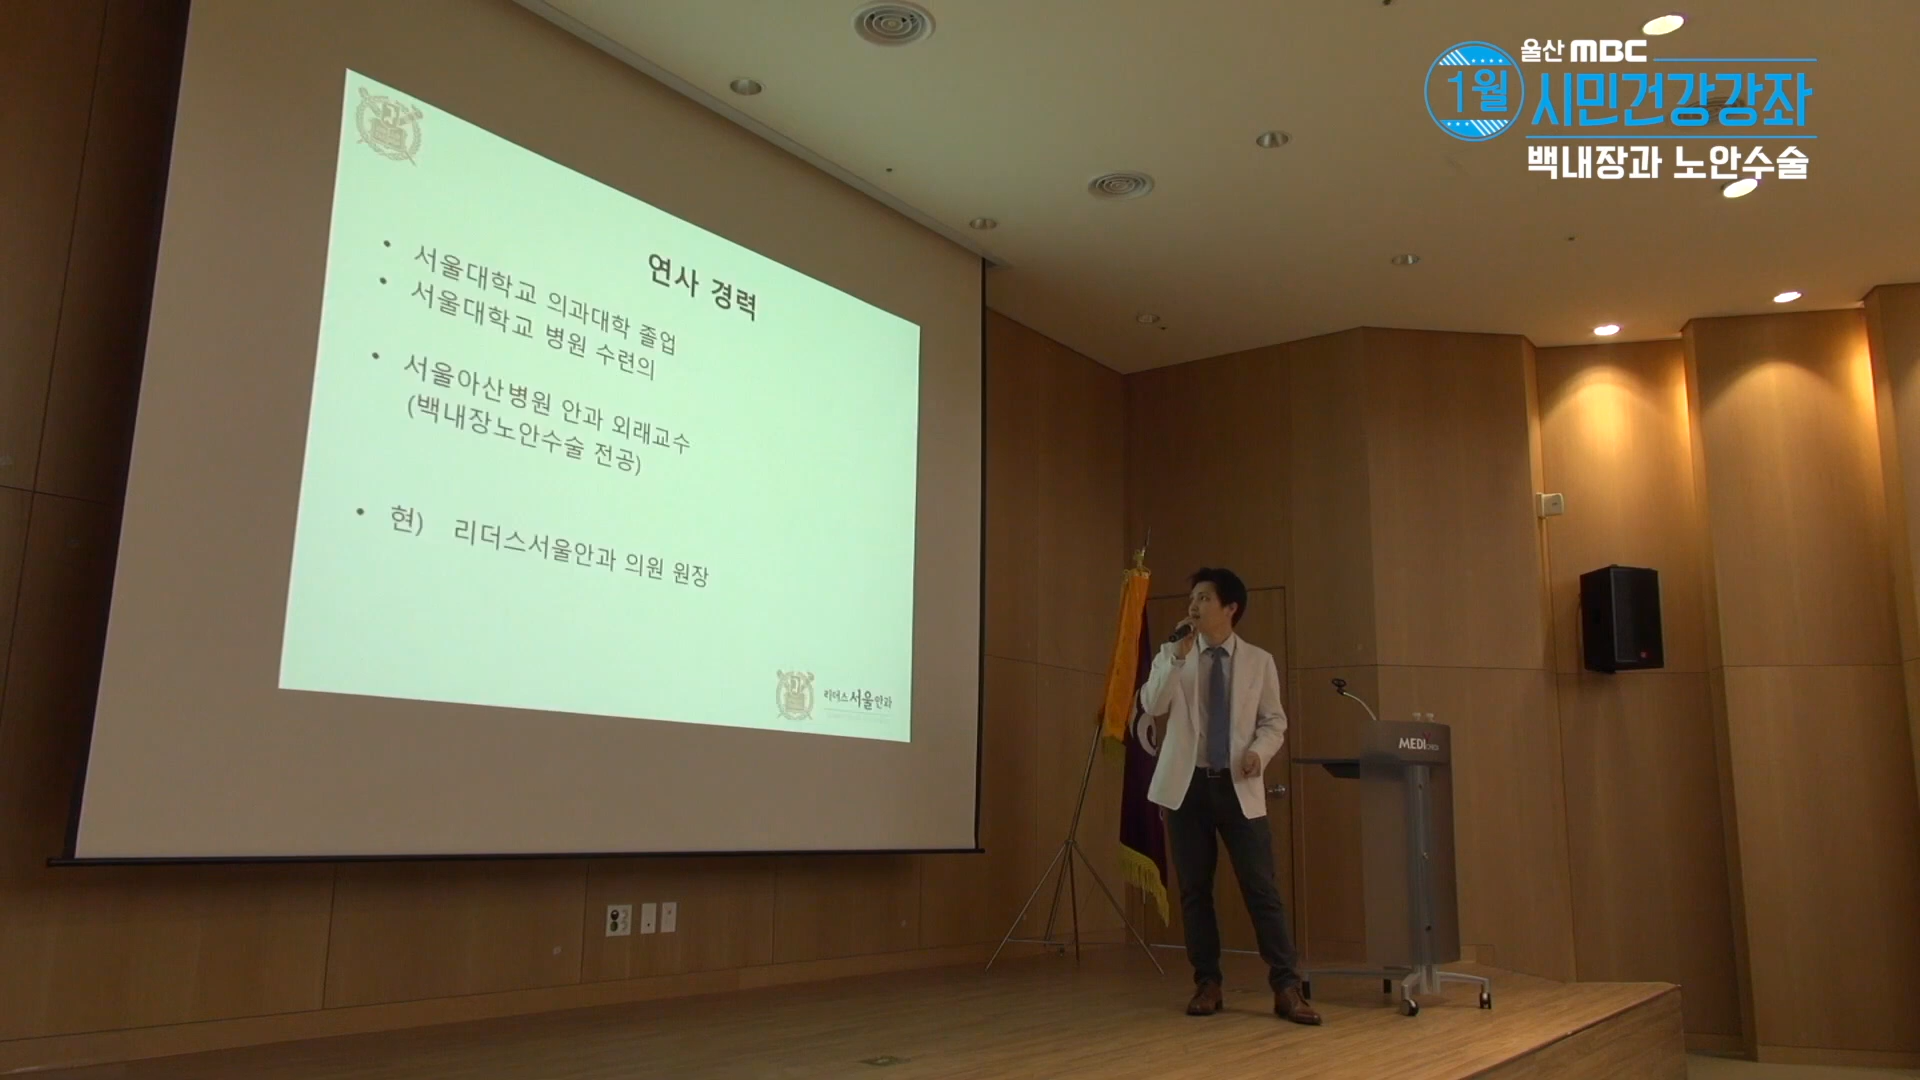 울산 MBC
1월
시민건강강좌
백내장과 노안수술
연사 경력
• 서울대학교 의과대학 졸업
• 서울대학교 병원 수련의
• 서울아산병원 안과 외래교수
(백내장노안수술 전공)
• 현) 리더스서울안과 의원 원장
리더스서울안과
MEDI